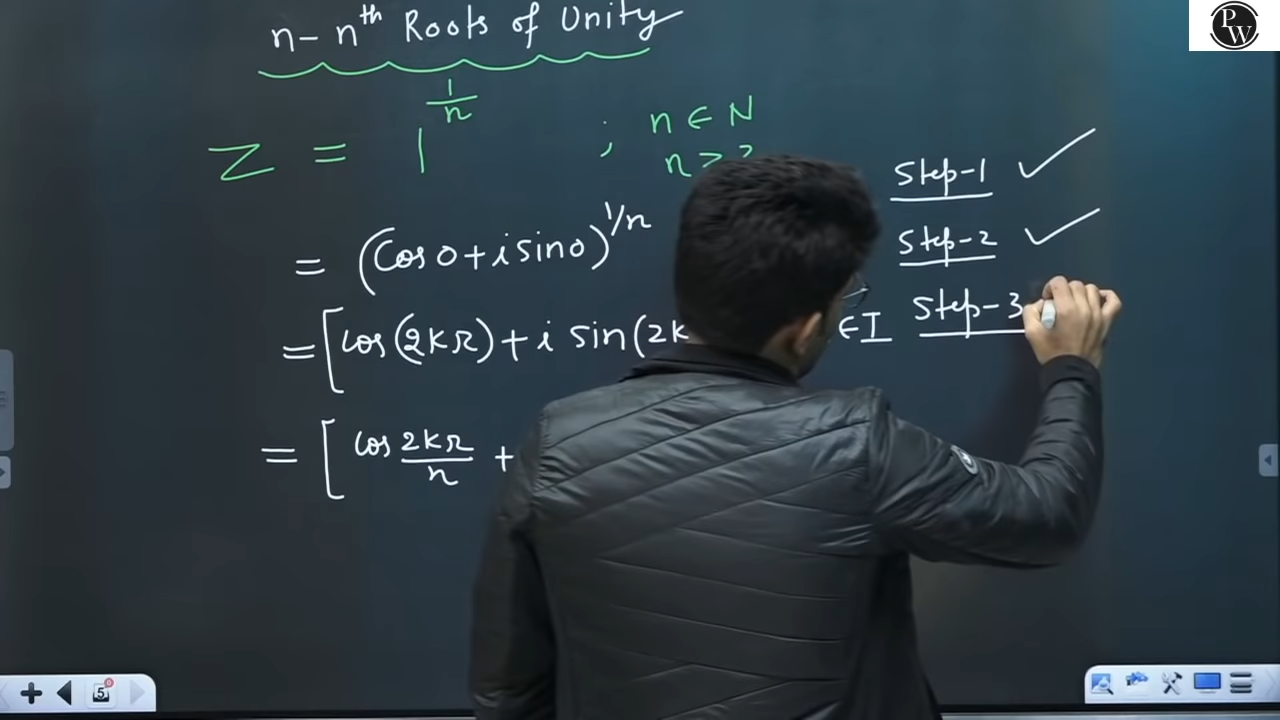 n - nth Roots of Unity
z = 1^(1/n) ; n ∈ N
n >
= (cos 0 + i sin 0)^(1/n)
= [cos(2kπ) + i sin(2k ∈ I
= [cos 2kπ/n +
Step-1 ✓
Step-2 ✓
Step-3
PW
5